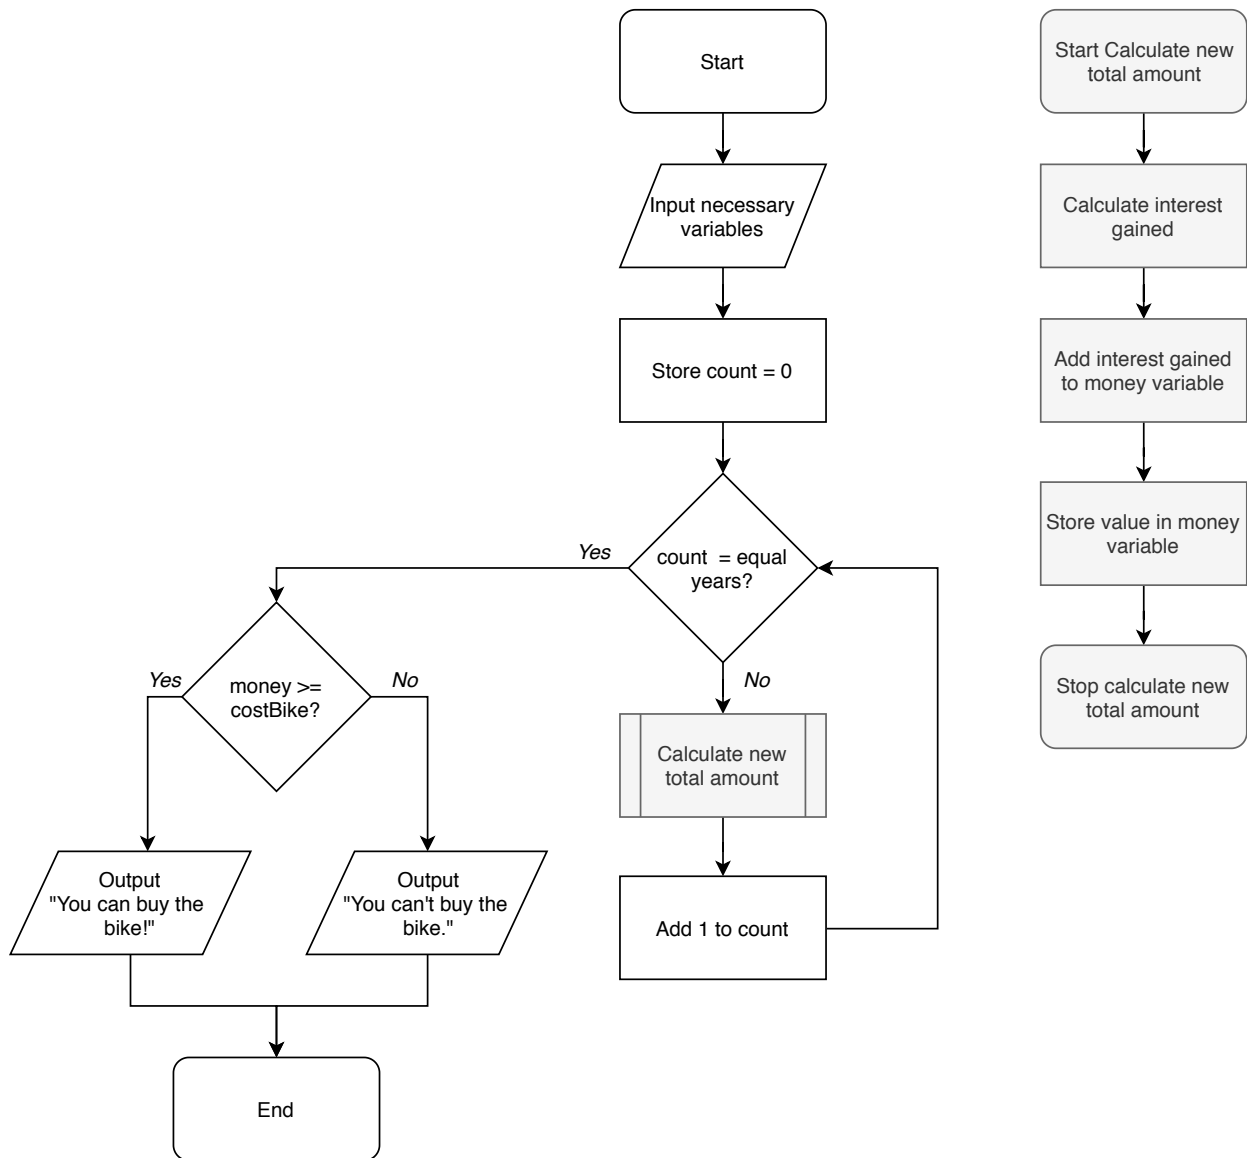 Start
Input necessary
variables
Store count = 0
count  = equal
years?
Yes
No
money >=
costBike?
Yes
No
Calculate new
total amount
Add 1 to count
Output
"You can buy the
bike!"
Output
"You can't buy the
bike."
End
Start Calculate new
total amount
Calculate interest
gained
Add interest gained
to money variable
Store value in money
variable
Stop calculate new
total amount